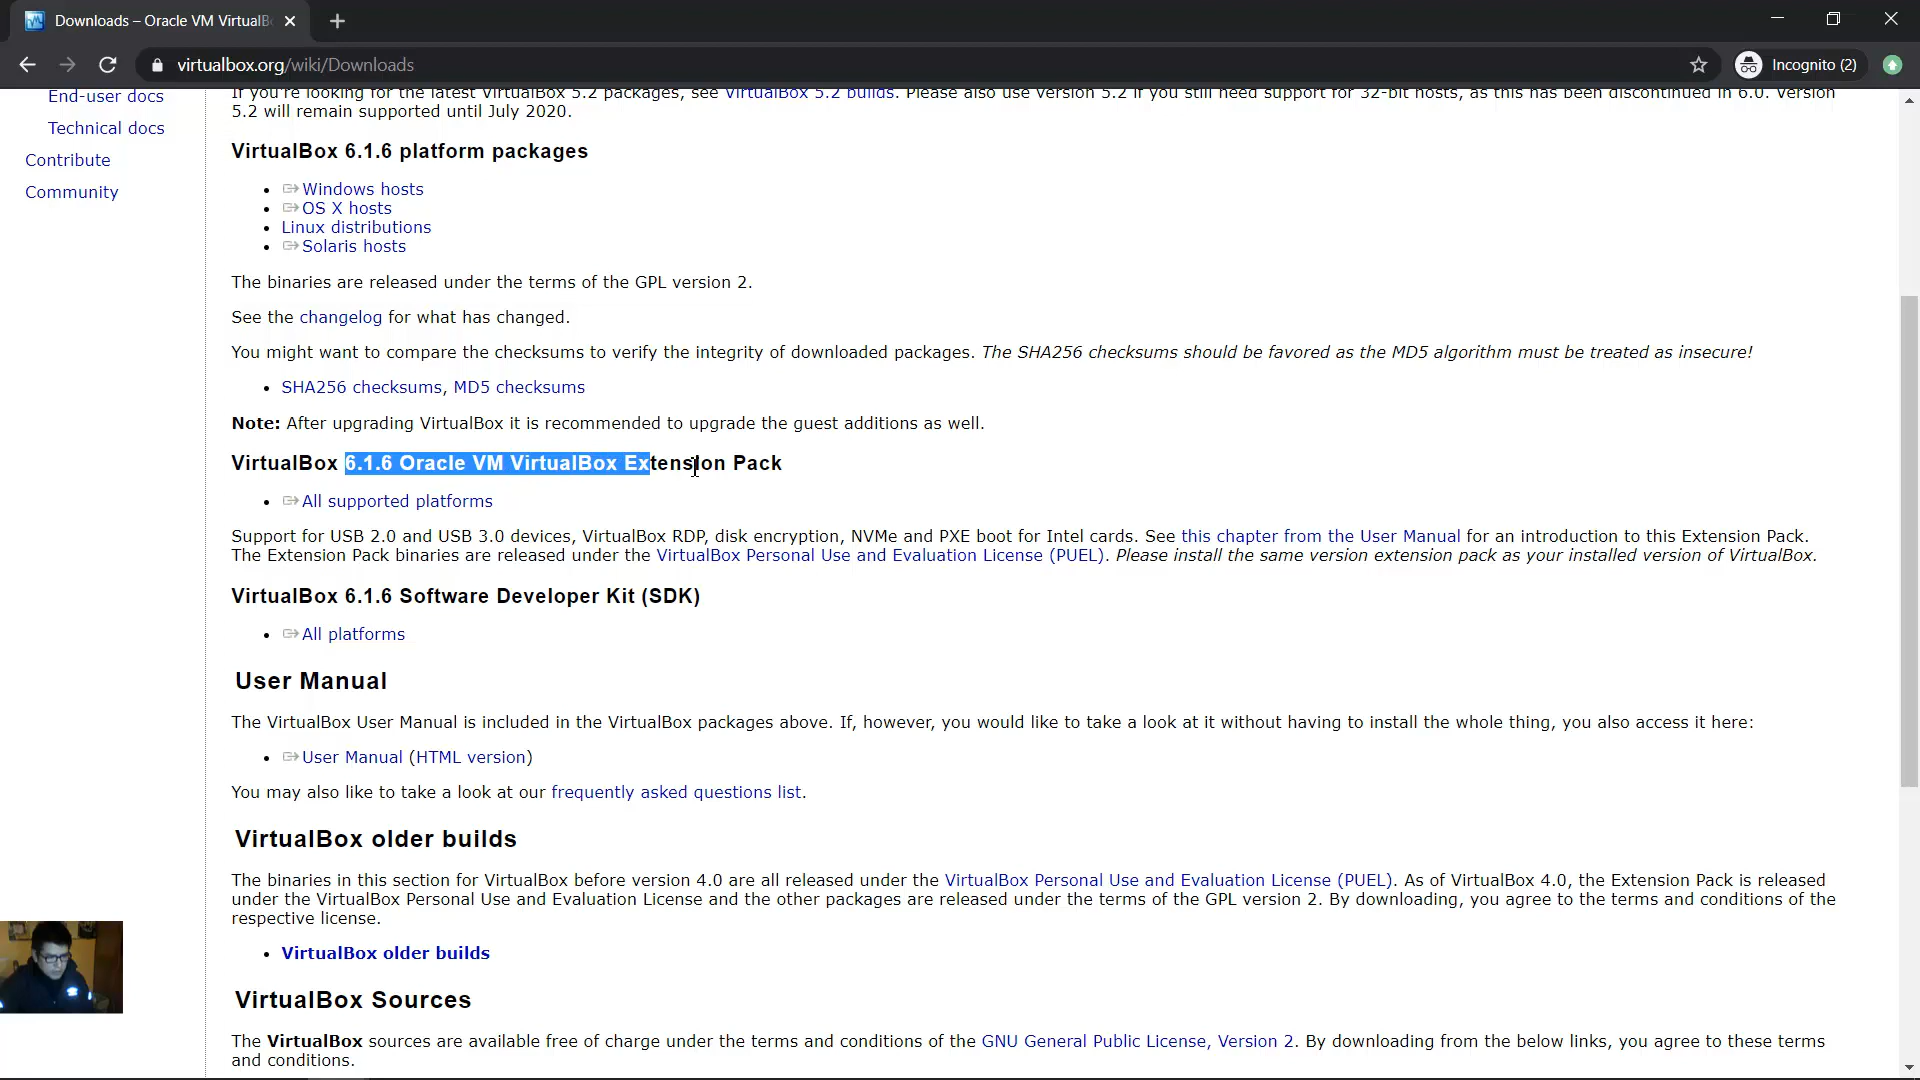 Downloads – Oracle VM VirtualB
virtualbox.org/wiki/Downloads
Incognito (2)
End-user docs
Technical docs
Contribute
Community
If you're looking for the latest VirtualBox 5.2 packages, see VirtualBox 5.2 builds. Please also use version 5.2 if you still need support for 32-bit hosts, as this has been discontinued in 6.0. Version
5.2 will remain supported until July 2020.
VirtualBox 6.1.6 platform packages
Windows hosts
OS X hosts
Linux distributions
Solaris hosts
The binaries are released under the terms of the GPL version 2.
See the changelog for what has changed.
You might want to compare the checksums to verify the integrity of downloaded packages. The SHA256 checksums should be favored as the MD5 algorithm must be treated as insecure!
SHA256 checksums, MD5 checksums
Note: After upgrading VirtualBox it is recommended to upgrade the guest additions as well.
VirtualBox 6.1.6 Oracle VM VirtualBox Extension Pack
All supported platforms
Support for USB 2.0 and USB 3.0 devices, VirtualBox RDP, disk encryption, NVMe and PXE boot for Intel cards. See this chapter from the User Manual for an introduction to this Extension Pack.
The Extension Pack binaries are released under the VirtualBox Personal Use and Evaluation License (PUEL). Please install the same version extension pack as your installed version of VirtualBox.
VirtualBox 6.1.6 Software Developer Kit (SDK)
All platforms
User Manual
The VirtualBox User Manual is included in the VirtualBox packages above. If, however, you would like to take a look at it without having to install the whole thing, you also access it here:
User Manual (HTML version)
You may also like to take a look at our frequently asked questions list.
VirtualBox older builds
The binaries in this section for VirtualBox before version 4.0 are all released under the VirtualBox Personal Use and Evaluation License (PUEL). As of VirtualBox 4.0, the Extension Pack is released
under the VirtualBox Personal Use and Evaluation License and the other packages are released under the terms of the GPL version 2. By downloading, you agree to the terms and conditions of the
respective license.
VirtualBox older builds
VirtualBox Sources
The VirtualBox sources are available free of charge under the terms and conditions of the GNU General Public License, Version 2. By downloading from the below links, you agree to these terms
and conditions.